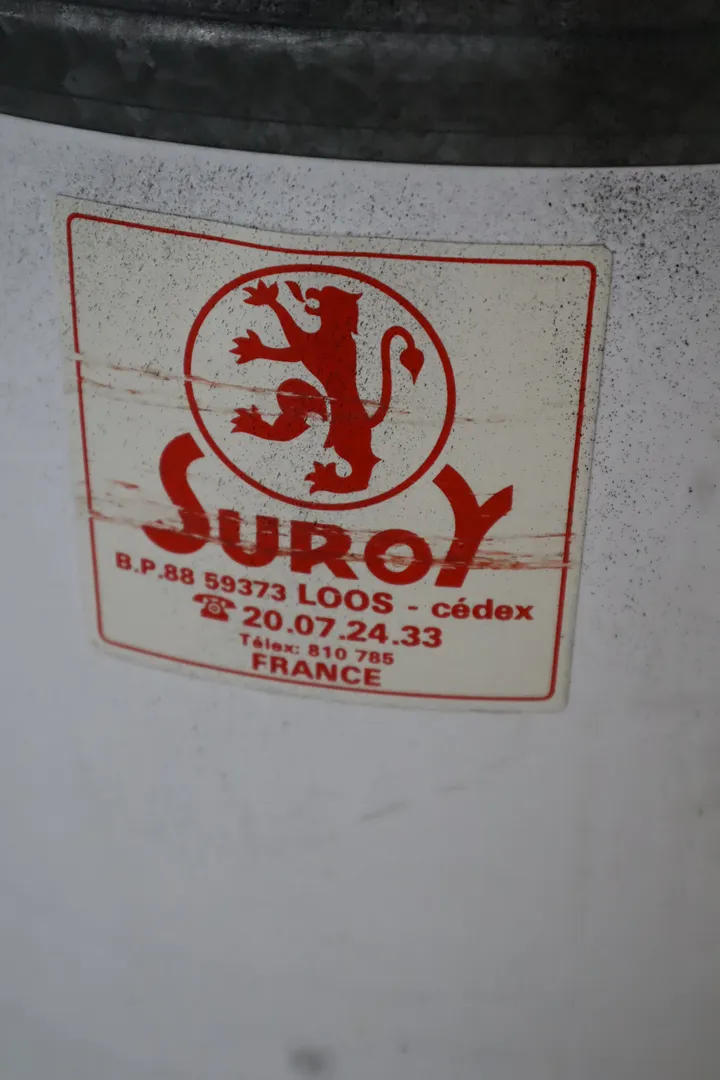 SUROY
B.P.88 59373 LOOS - cédex
☎ 20.07.24.33
Télex: 810 785
FRANCE